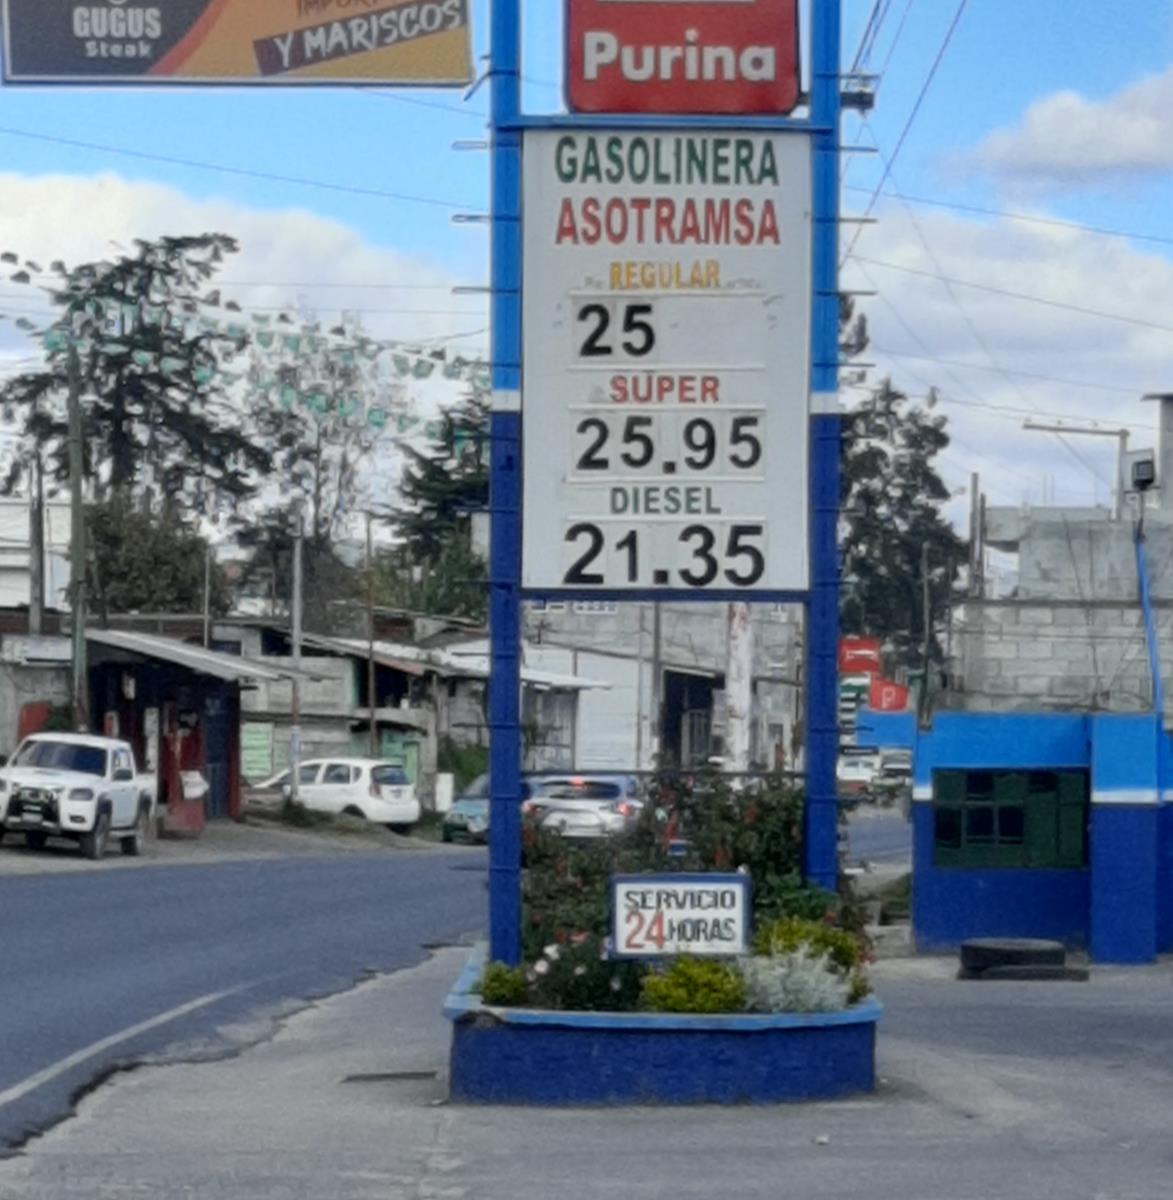 GUGUS
Steak
Y MARISCOS
Purina
GASOLINERA
ASOTRAMSA
REGULAR
25
SUPER
25.95
DIESEL
21.35
SERVICIO
24 HORAS